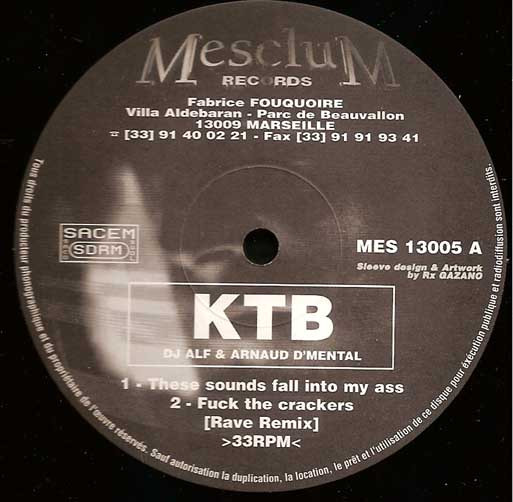 MescluM
RECORDS
Fabrice FOUQUOIRE
Villa Aldebaran - Parc de Beauvallon
13009 MARSEILLE
☎ [33] 91 40 02 21 - Fax [33] 91 91 93 41
SACEM
SDRM
MES 13005 A
Sleeve design & Artwork
by Rx GAZANO
KTB
DJ ALF & ARNAUD D'MENTAL
1 - These sounds fall into my ass
2 - Fuck the crackers
[Rave Remix]
>33RPM<
Tous droits du producteur phonographique et du propriétaire de l'œuvre réservés. Sauf autorisation la duplication, la location, le prêt et l'utilisation de ce disque pour exécution publique et radiodiffusion sont interdits.